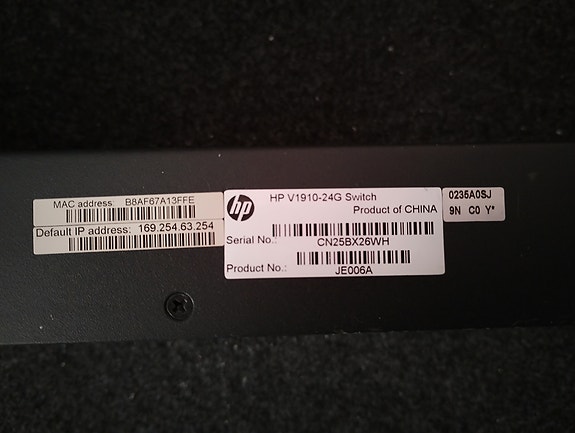 MAC address: B8AF67A13FFE
Default IP address: 169.254.63.254
hp
HP V1910-24G Switch
Product of CHINA
Serial No.:
CN25BX26WH
Product No.:
JE006A
0235A0SJ
9N C0 Y*